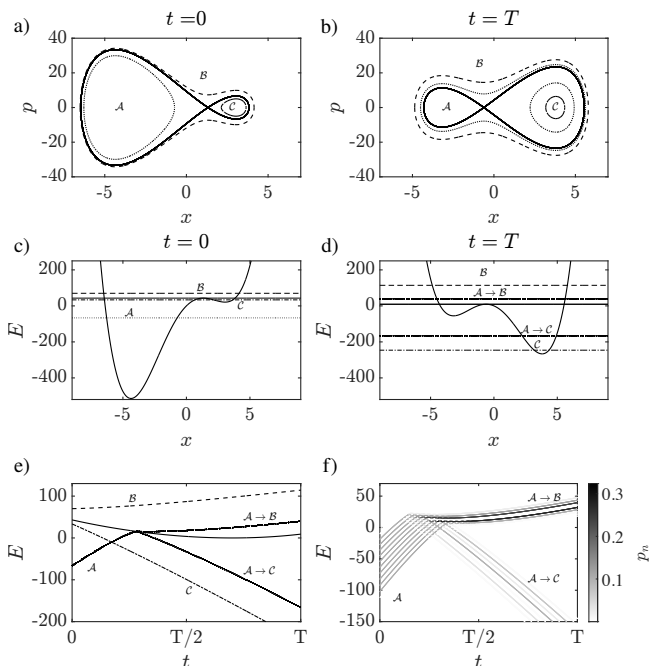 t = 0
t = T
a)
b)
40
20
0
-20
-40
p
𝓐
𝓑
𝓒
-5
0
5
x
40
20
0
-20
-40
p
𝓐
𝓑
𝓒
-5
0
5
x
c)
t = 0
d)
t = T
200
0
-200
-400
E
𝓐
𝓑
𝓒
-5
0
5
x
200
0
-200
-400
E
𝓑
𝓐 → 𝓑
𝓐 → 𝓒
𝓒
-5
0
5
x
e)
f)
100
0
-100
-200
E
𝓑
𝓐 → 𝓑
𝓐
𝓒
𝓐 → 𝓒
0
T/2
T
t
50
0
-50
-100
-150
E
𝓐 → 𝓑
𝓐 → 𝓒
𝓐
0
T/2
T
t
0.3
0.2
0.1
pₙ